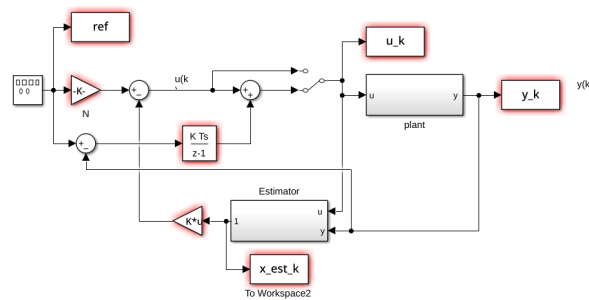 ref
u_k
u(k
-K-
+
−
N
+
+
u
y
plant
y_k
y(k
+
−
K Ts
z-1
Estimator
K*u
1
u
y
x_est_k
To Workspace2